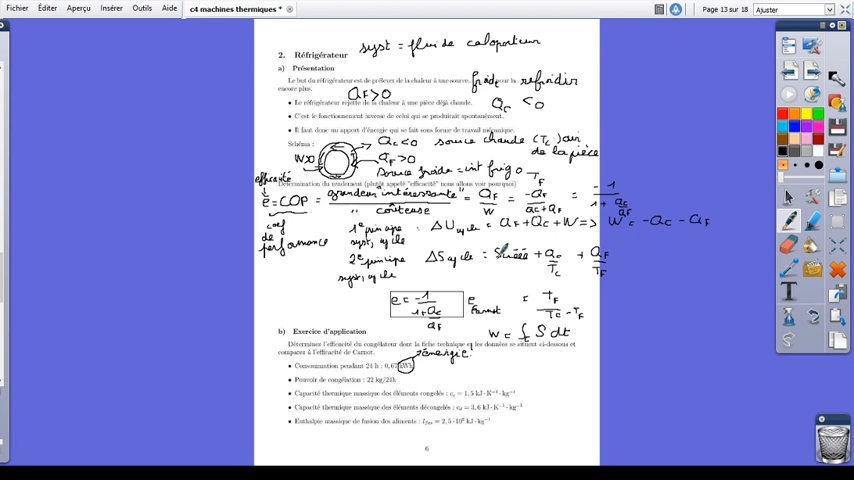 Fichier Édition Affichage Insérer Outils Aide c4 machines thermiques * Page 13 sur 18 Ajuster
syst = fluide caloporteur
2. Réfrigérateur
a) Présentation
Le but du réfrigérateur est de prélever de la chaleur à une source froide pour la refroidir
encore plus. QF>0
• Le réfrigérateur rejette de la chaleur à une pièce déjà chaude. QC <0
• C'est le fonctionnement inverse de celui qui se produirait spontanément.
• Il faut donc un apport d'énergie qui se fait sous forme de travail mécanique.
Schéma : QC<0 source chaude (TC) air
de la pièce
W>0 QF>0
Source froide = int frigo TF
efficacité Détermination du rendement (plutôt appelé "efficacité" nous allons voir pourquoi)
e = COP = grandeur "intéressante" / " coûteuse = QF / W = -QF / QC+QF = -1 / 1+ QC/QF
coef
de
performance
1er principe : ΔU cycle = QF+QC+W => W = -QC - QF
syst, cycle
2e principe ΔS cycle = Scréée + QC/TC + QF/TF
syst, cycle
e = -1 / 1+ QC/QF e Carnot = TF / TC - TF
b) Exercice d'application
Déterminez l'efficacité du congélateur dont la fiche technique et les données se situent ci-dessous et
comparez à l'efficacité de Carnot. énergie!
• Consommation pendant 24 h : 0,67 kWh
• Pouvoir de congélation : 22 kg/24h
• Capacité thermique massique des éléments congelés : cc = 1,5 kJ·K⁻¹·kg⁻¹
• Capacité thermique massique des éléments décongelés : cd = 3,6 kJ·K⁻¹·kg⁻¹
• Enthalpie massique de fusion des aliments : lfus = 2,5·10² kJ·kg⁻¹
6